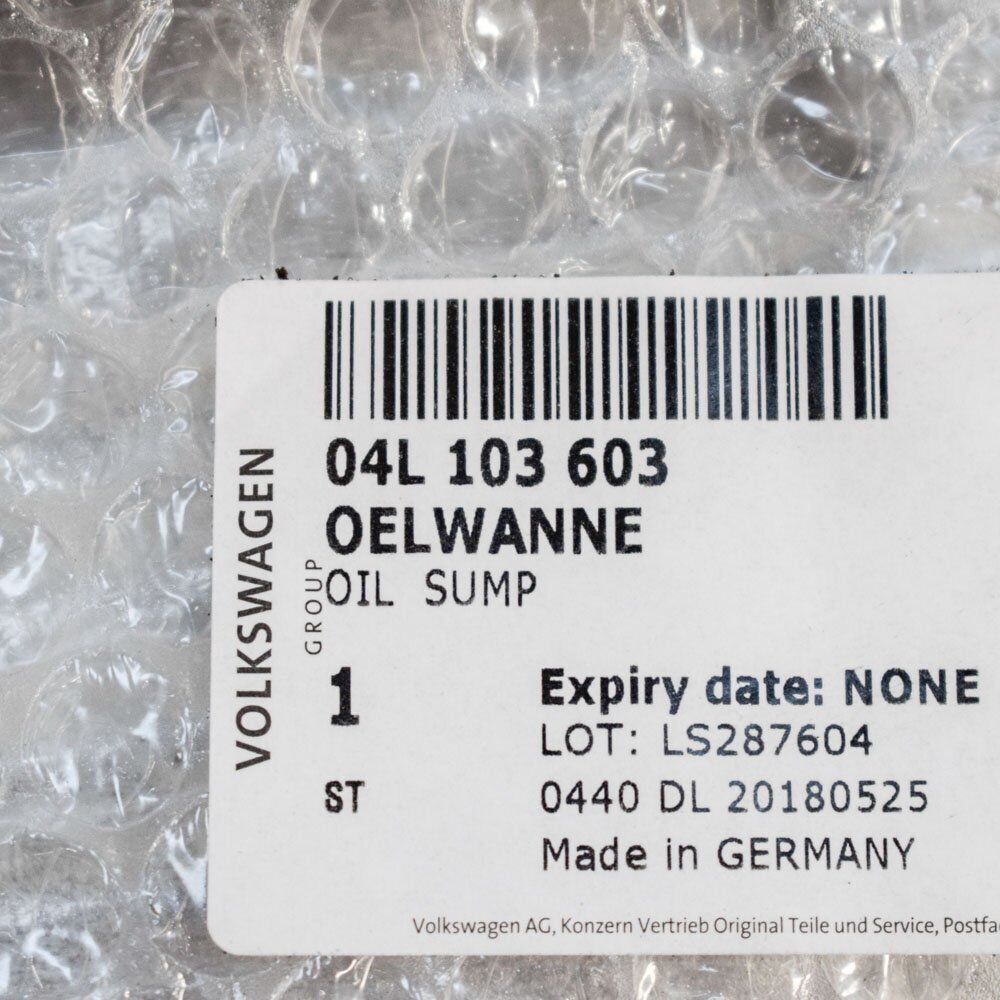 VOLKSWAGEN
GROUP
04L 103 603
OELWANNE
OIL SUMP
1
Expiry date: NONE
LOT: LS287604
ST
0440 DL 20180525
Made in GERMANY
Volkswagen AG, Konzern Vertrieb Original Teile und Service,